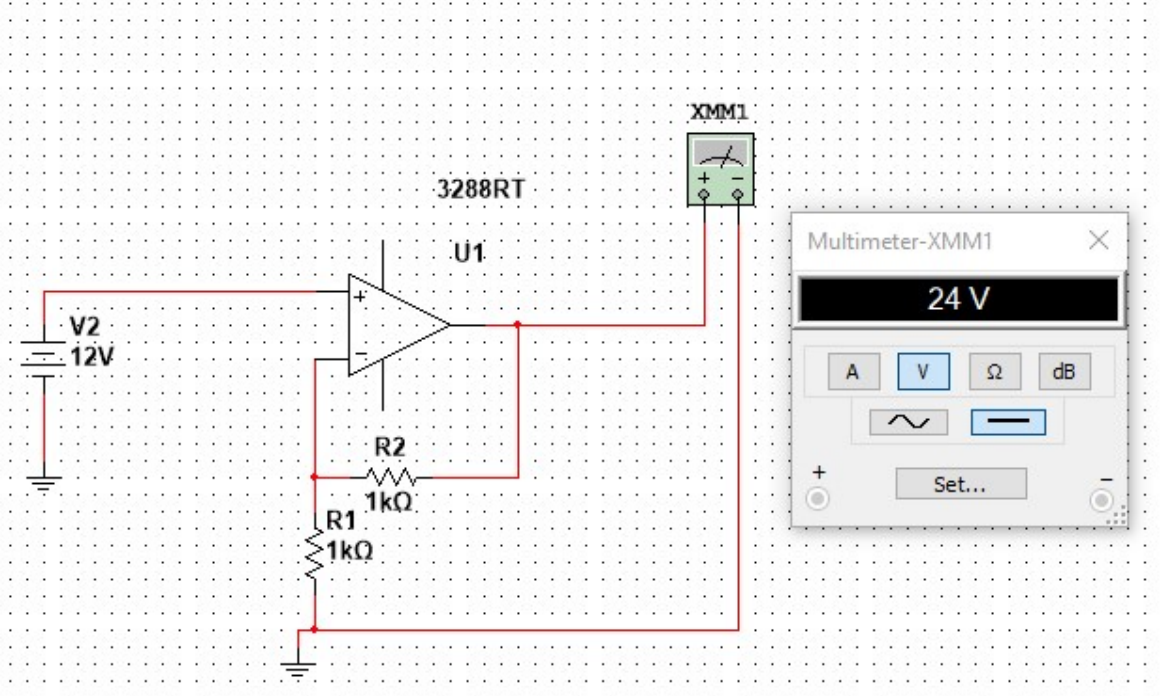 XMM1
+ −
3288RT
U1
+
−
V2
12V
R2
1kΩ
R1
1kΩ
Multimeter-XMM1
24 V
A V Ω dB
+ −
Set...